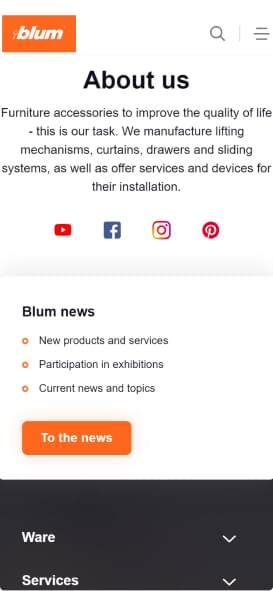 blum
About us
Furniture accessories to improve the quality of life
- this is our task. We manufacture lifting
mechanisms, curtains, drawers and sliding
systems, as well as offer services and devices for
their installation.
Blum news
New products and services
Participation in exhibitions
Current news and topics
To the news
Ware
Services